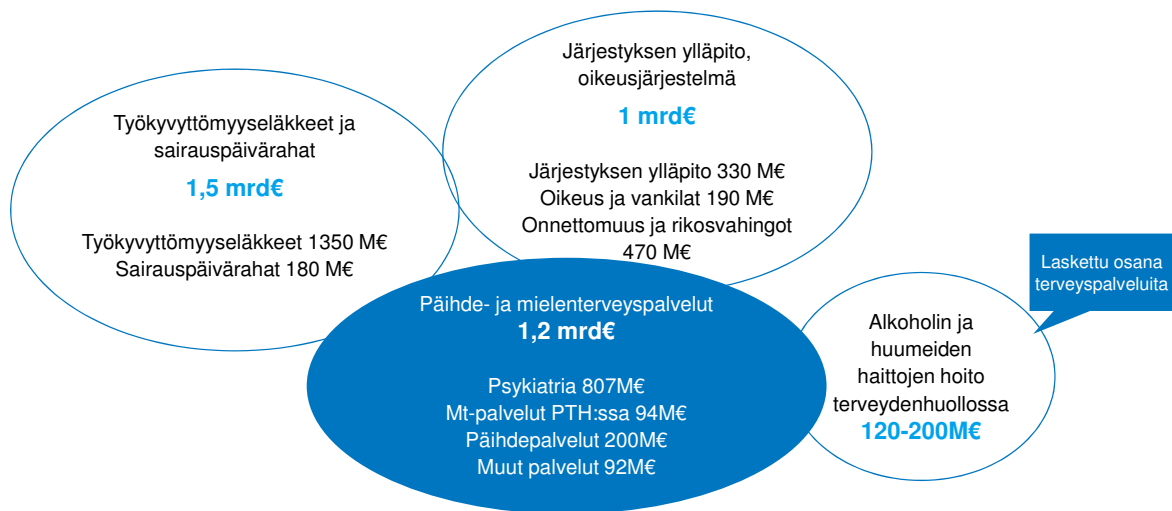 Työkyvyttömyyseläkkeet ja
sairauspäivärahat
1,5 mrd€
Työkyvyttömyyseläkkeet 1350 M€
Sairauspäivärahat 180 M€
Järjestyksen ylläpito,
oikeusjärjestelmä
1 mrd€
Järjestyksen ylläpito 330 M€
Oikeus ja vankilat 190 M€
Onnettomuus ja rikosvahingot
470 M€
Päihde- ja mielenterveyspalvelut
1,2 mrd€
Psykiatria 807M€
Mt-palvelut PTH:ssa 94M€
Päihdepalvelut 200M€
Muut palvelut 92M€
Laskettu osana
terveyspalveluita
Alkoholin ja
huumeiden
haittojen hoito
terveydenhuollossa
120-200M€